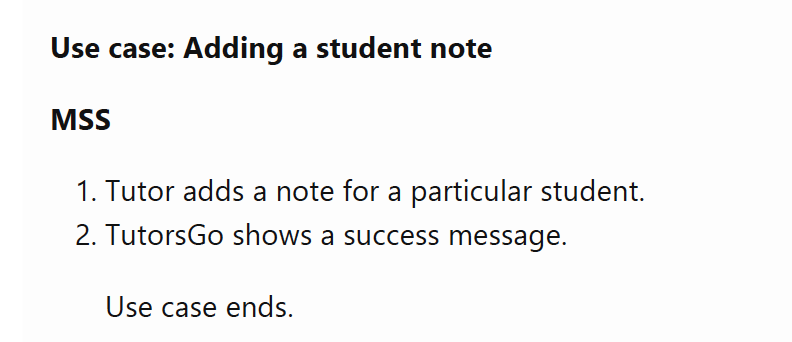 Use case: Adding a student note
MSS
1. Tutor adds a note for a particular student.
2. TutorsGo shows a success message.
Use case ends.